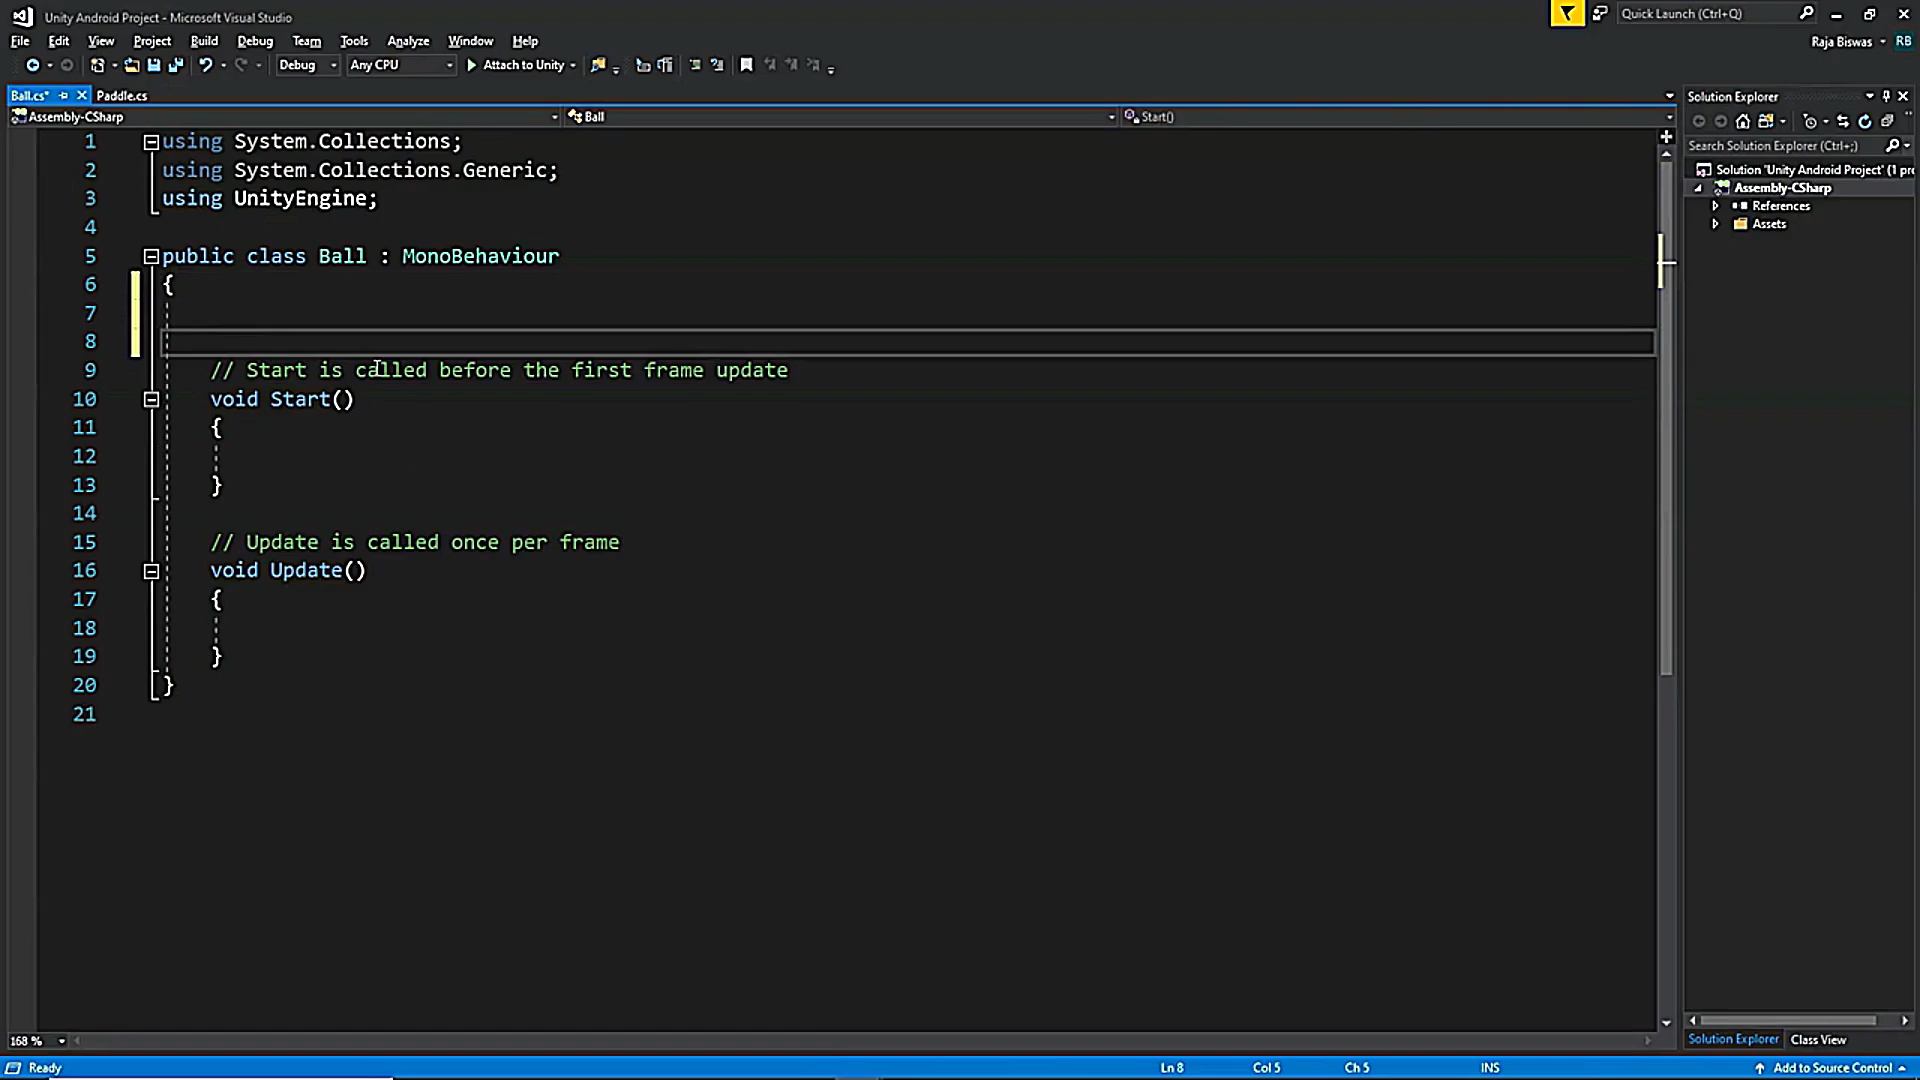 Unity Android Project - Microsoft Visual Studio
Quick Launch (Ctrl+Q)
File Edit View Project Build Debug Team Tools Analyze Window Help
Raja Biswas RB
Debug Any CPU Attach to Unity
Ball.cs* Paddle.cs
Solution Explorer
Assembly-CSharp Ball Start()
Search Solution Explorer (Ctrl+;)
Solution "Unity Android Project" (1 pr
Assembly-CSharp
References
Assets
1 using System.Collections;
2 using System.Collections.Generic;
3 using UnityEngine;
4
5 public class Ball : MonoBehaviour
6 {
7
8
9 // Start is called before the first frame update
10 void Start()
11 {
12
13 }
14
15 // Update is called once per frame
16 void Update()
17 {
18
19 }
20 }
21
168 %
Solution Explorer Class View
Ready Ln 8 Col 5 Ch 5 INS Add to Source Control